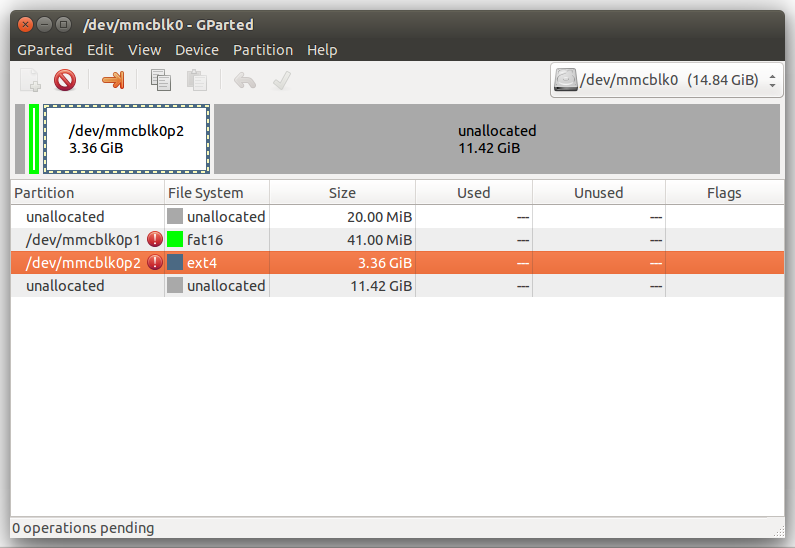 /dev/mmcblk0 - GParted
GParted Edit View Device Partition Help
/dev/mmcblk0 (14.84 GiB)
/dev/mmcblk0p2
3.36 GiB
unallocated
11.42 GiB
Partition File System Size Used Unused Flags
unallocated unallocated 20.00 MiB --- ---
/dev/mmcblk0p1 fat16 41.00 MiB --- ---
/dev/mmcblk0p2 ext4 3.36 GiB --- ---
unallocated unallocated 11.42 GiB --- ---
0 operations pending